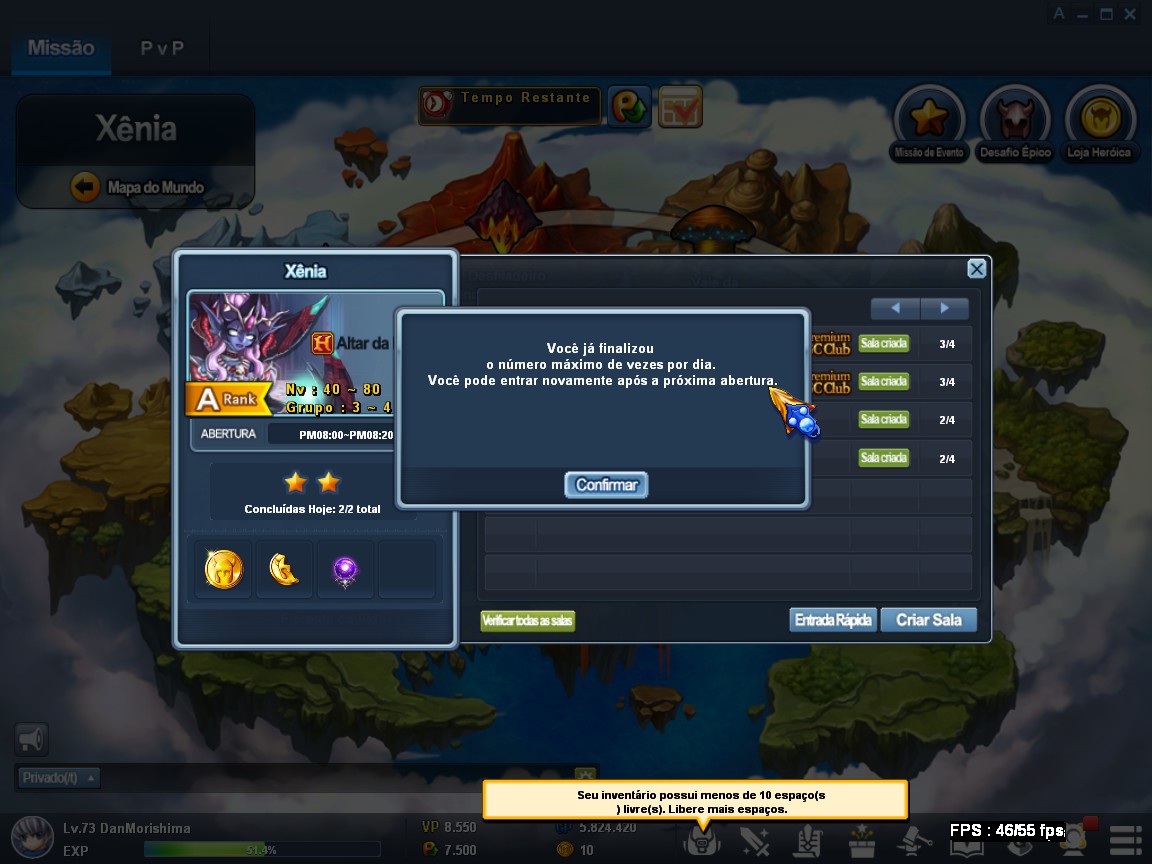 A
Missão
P v P
Xênia
Mapa do Mundo
Tempo Restante
Missão de Evento
Desafio Épico
Loja Heróica
Xênia
H Altar da
A Rank
Nv : 40 ~ 80
Grupo : 3 ~ 4
ABERTURA
PM08:00~PM08:20
Concluídas Hoje: 2/2 total
Você já finalizou
o número máximo de vezes por dia.
Você pode entrar novamente após a próxima abertura.
Confirmar
remium
C Club
Sala criada
3/4
remium
C Club
Sala criada
3/4
Sala criada
2/4
Sala criada
2/4
Verificar todas as salas
Entrada Rápida
Criar Sala
Privado(/t)
Seu inventário possui menos de 10 espaço(s
) livre(s). Libere mais espaços.
Lv.73 DanMorishima
EXP
51.4%
VP 8.550
7.500
5.824.420
10
FPS : 46/55 fps